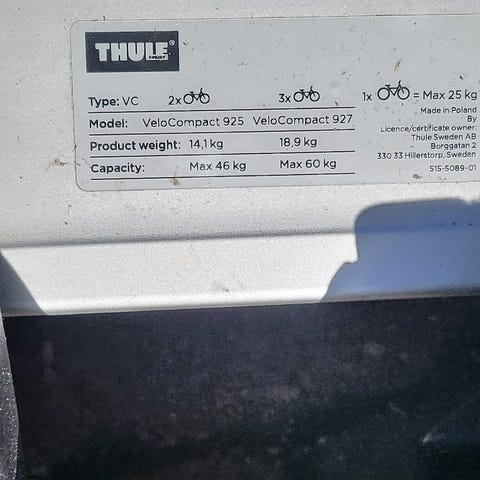 THULE
SWEDEN
Type: VC 2x 3x 1x = Max 25 kg
Model: VeloCompact 925 VeloCompact 927
Product weight: 14,1 kg 18,9 kg
Capacity: Max 46 kg Max 60 kg
Made in Poland
By
Licence/certificate owner:
Thule Sweden AB
Borggatan 2
330 33 Hillerstorp, Sweden
515-5089-01